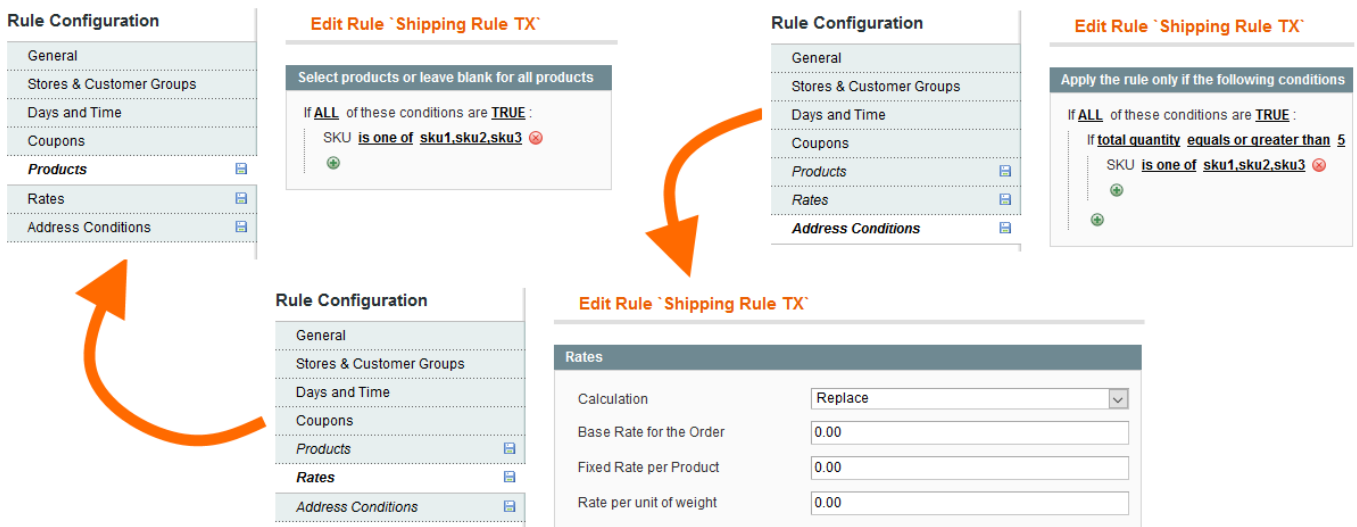 Rule Configuration
General
Stores & Customer Groups
Days and Time
Coupons
Products
Rates
Address Conditions
Edit Rule `Shipping Rule TX`
Select products or leave blank for all products
If ALL of these conditions are TRUE :
SKU is one of sku1,sku2,sku3
Rule Configuration
General
Stores & Customer Groups
Days and Time
Coupons
Products
Rates
Address Conditions
Edit Rule `Shipping Rule TX`
Apply the rule only if the following conditions
If ALL of these conditions are TRUE :
If total quantity equals or greater than 5
SKU is one of sku1,sku2,sku3
Rule Configuration
General
Stores & Customer Groups
Days and Time
Coupons
Products
Rates
Address Conditions
Edit Rule `Shipping Rule TX`
Rates
Calculation Replace
Base Rate for the Order 0.00
Fixed Rate per Product 0.00
Rate per unit of weight 0.00